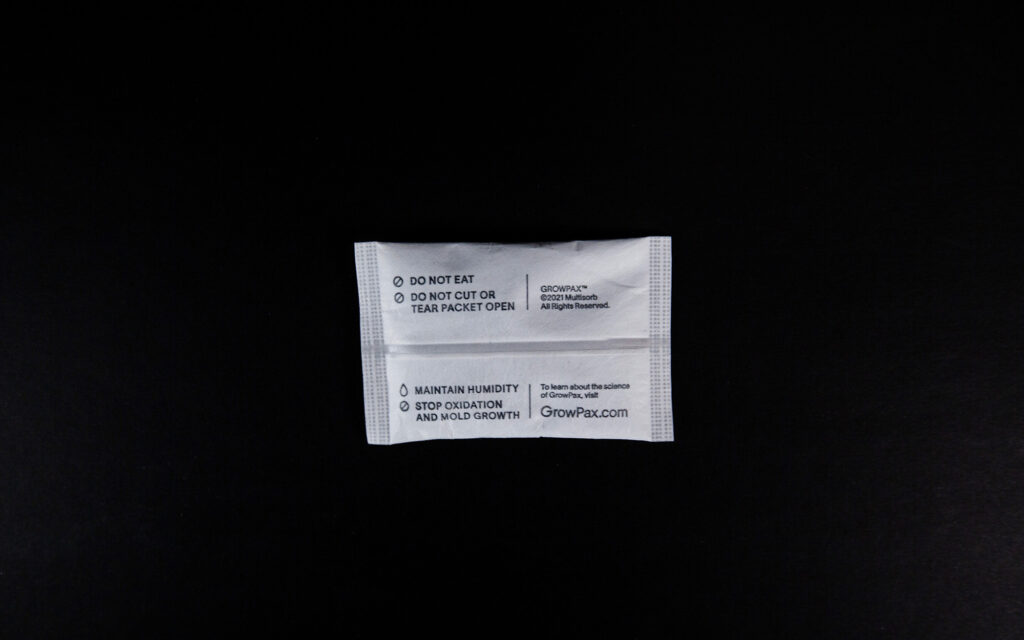 DO NOT EAT
DO NOT CUT OR
TEAR PACKET OPEN
GROWPAX™
©2021 Multisorb
All Rights Reserved.
MAINTAIN HUMIDITY
STOP OXIDATION
AND MOLD GROWTH
To learn about the science
of GrowPax, visit
GrowPax.com